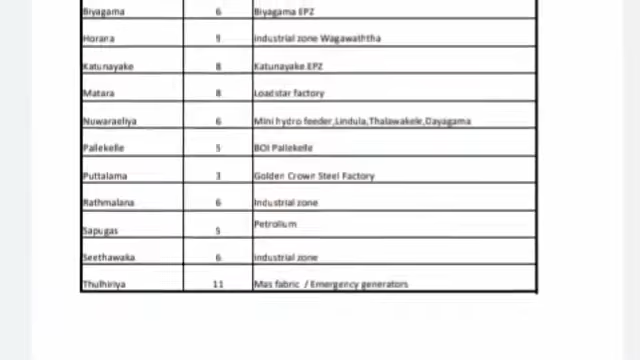 Biyagama 6 Biyagama EPZ
Horana 9 industrial zone Wagawaththa
Katunayake 8 Katunayake EPZ
Matara 8 Loadstar factory
Nuwaraeliya 6 Mini hydro feeder,Lindula,Thalawakele,Dayagama
Pallekelle 5 BOI Pallekelle
Puttalama 3 Golden Crown Steel Factory
Rathmalana 6 Industrial zone
Sapugas 5 Petrolium
Seethawaka 6 industrial zone
Thulhiriya 11 Mas fabric / Emergency generators